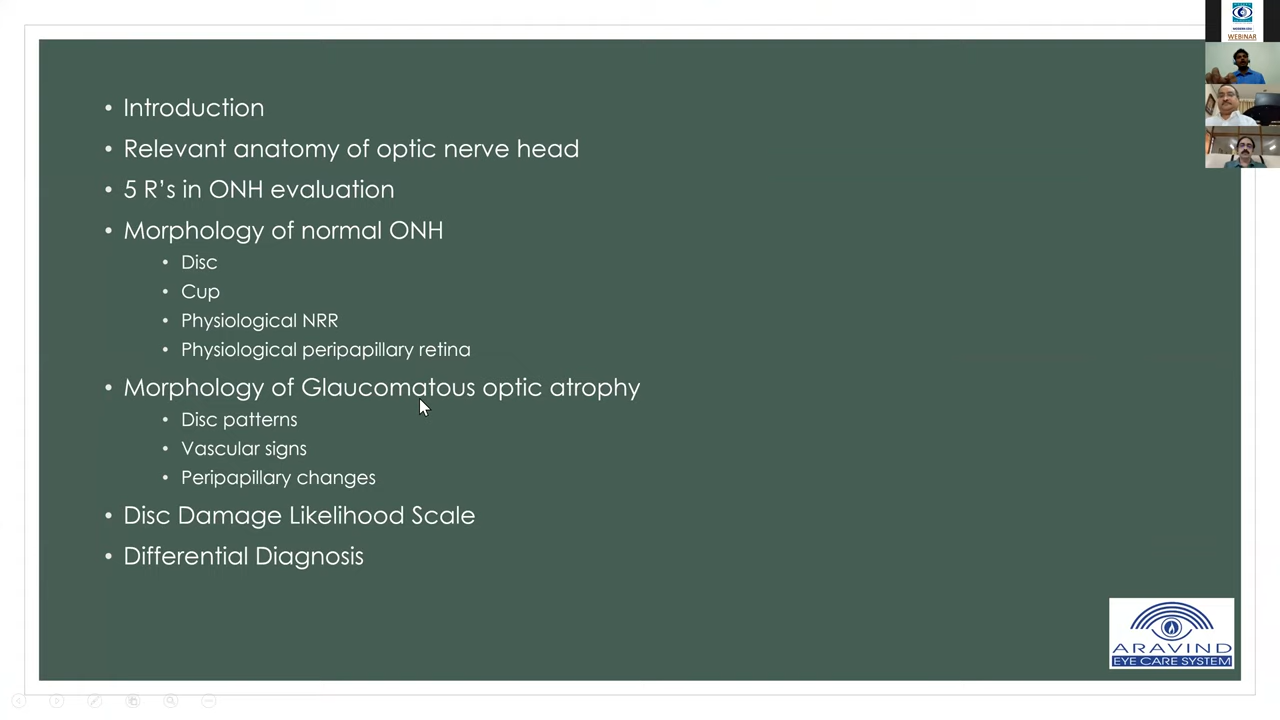 • Introduction
• Relevant anatomy of optic nerve head
• 5 R's in ONH evaluation
• Morphology of normal ONH
• Disc
• Cup
• Physiological NRR
• Physiological peripapillary retina
• Morphology of Glaucomatous optic atrophy
• Disc patterns
• Vascular signs
• Peripapillary changes
• Disc Damage Likelihood Scale
• Differential Diagnosis
WEBINAR
ARAVIND
EYE CARE SYSTEM